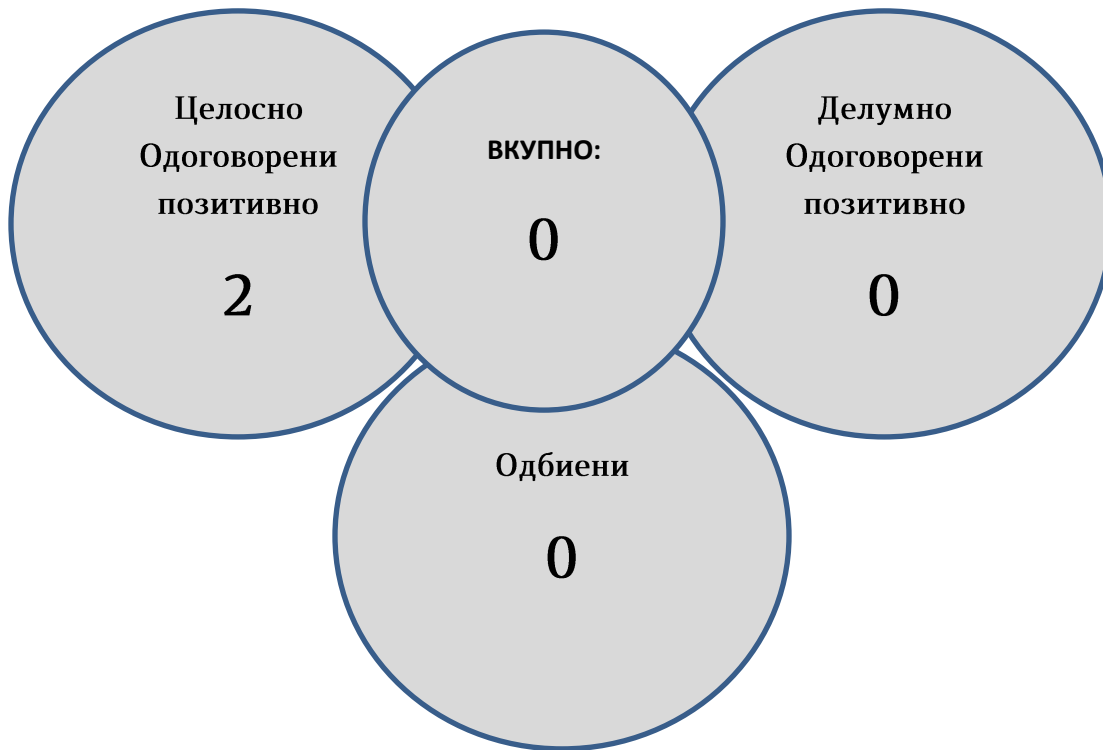 Целосно
Одоговорени
позитивно
2
ВКУПНО:
0
Делумно
Одоговорени
позитивно
0
Одбиени
0